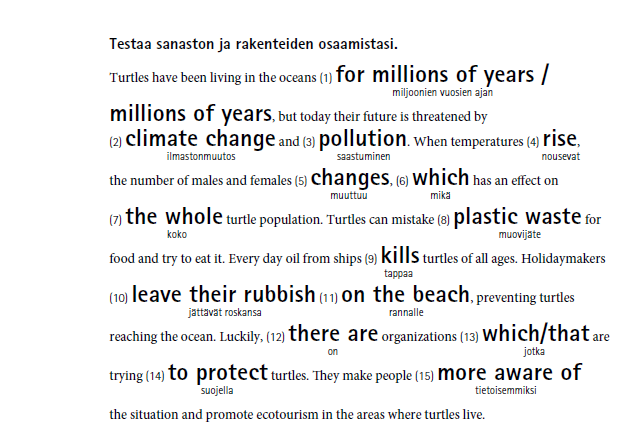 Testaa sanaston ja rakenteiden osaamistasi.
Turtles have been living in the oceans (1) for millions of years /
miljoonien vuosien ajan
millions of years, but today their future is threatened by
(2) climate change and (3) pollution. When temperatures (4) rise,
ilmastonmuutos saastuminen nousevat
the number of males and females (5) changes, (6) which has an effect on
muuttuu mikä
(7) the whole turtle population. Turtles can mistake (8) plastic waste for
koko muovijäte
food and try to eat it. Every day oil from ships (9) kills turtles of all ages. Holidaymakers
tappaa
(10) leave their rubbish (11) on the beach, preventing turtles
jättävät roskansa rannalle
reaching the ocean. Luckily, (12) there are organizations (13) which/that are
on jotka
trying (14) to protect turtles. They make people (15) more aware of
suojella tietoisemmiksi
the situation and promote ecotourism in the areas where turtles live.